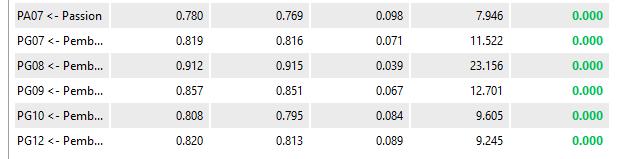 PA07 <- Passion 0.780 0.769 0.098 7.946 0.000
PG07 <- Pemb... 0.819 0.816 0.071 11.522 0.000
PG08 <- Pemb... 0.912 0.915 0.039 23.156 0.000
PG09 <- Pemb... 0.857 0.851 0.067 12.701 0.000
PG10 <- Pemb... 0.808 0.795 0.084 9.605 0.000
PG12 <- Pemb... 0.820 0.813 0.089 9.245 0.000